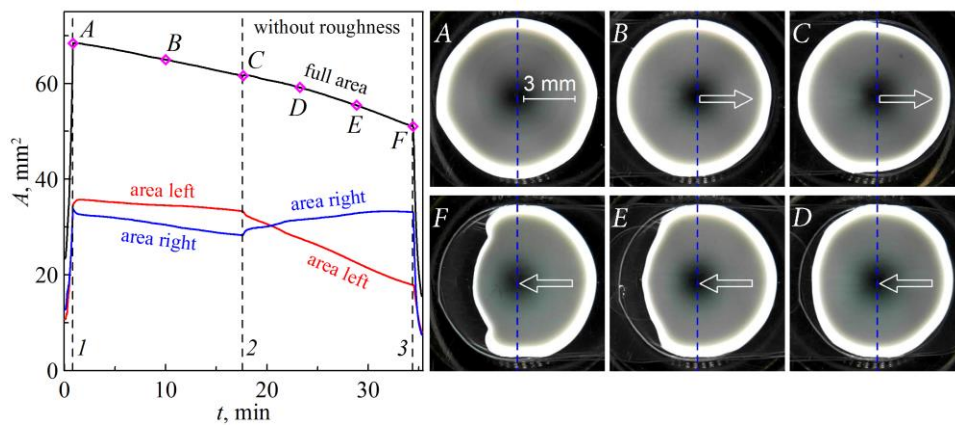 without roughness
A
B
C
D
E
F
full area
area left
area right
area right
area left
60
40
20
0
A, mm²
1
2
3
0
10
20
30
t, min
A
3 mm
B
C
F
E
D